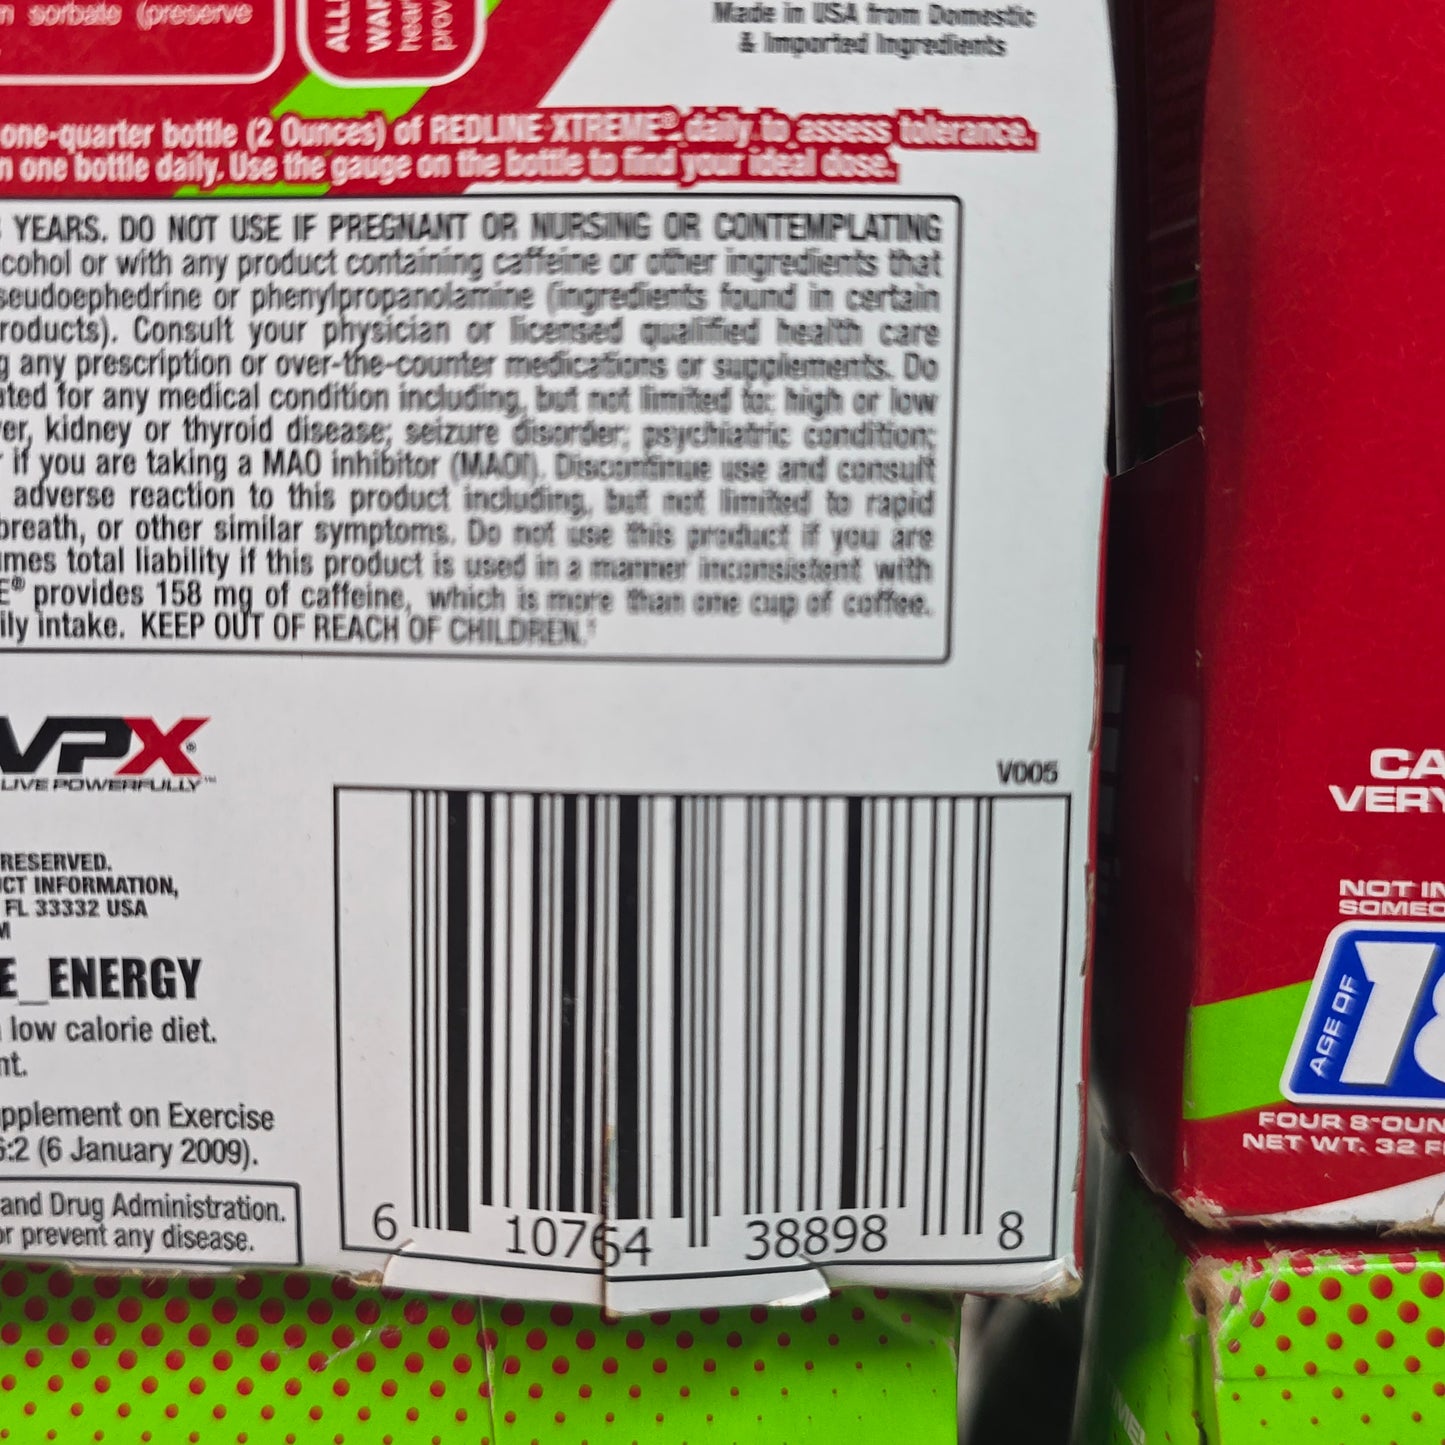 sorbate (preserve
Made in USA from Domestic
& Imported Ingredients
one-quarter bottle (2 Ounces) of REDLINE XTREME® daily to assess tolerance.
one bottle daily. Use the gauge on the bottle to find your ideal dose.
YEARS. DO NOT USE IF PREGNANT OR NURSING OR CONTEMPLATING
cohol or with any product containing caffeine or other ingredients that
seudoephedrine or phenylpropanolamine (ingredients found in certain
roducts). Consult your physician or licensed qualified health care
g any prescription or over-the-counter medications or supplements. Do
ated for any medical condition including, but not limited to: high or low
er, kidney or thyroid disease; seizure disorder; psychiatric condition;
if you are taking a MAO inhibitor (MAOI). Discontinue use and consult
adverse reaction to this product including, but not limited to rapid
breath, or other similar symptoms. Do not use this product if you are
mes total liability if this product is used in a manner inconsistent with
E® provides 158 mg of caffeine, which is more than one cup of coffee.
ily intake. KEEP OUT OF REACH OF CHILDREN.†
VPX®
LIVE POWERFULLY™
V005
RESERVED.
CT INFORMATION,
FL 33332 USA
M
E_ENERGY
low calorie diet.
nt.
pplement on Exercise
6:2 (6 January 2009).
and Drug Administration.
or prevent any disease.
6 10764 38898 8
CA
VERY
NOT IN
SOMEO
AGE OF 18
FOUR 8-OUN
NET WT. 32 F